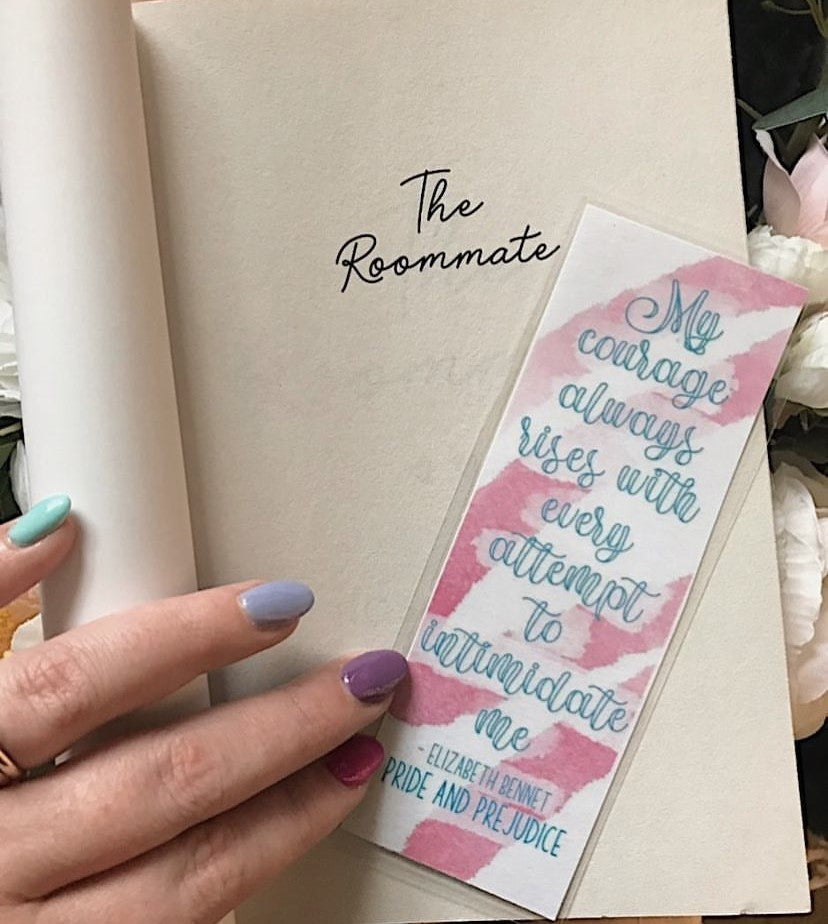 The
Roommate
My
courage
always
rises with
every
attempt
to
intimidate
me
- ELIZABETH BENNET
PRIDE AND PREJUDICE